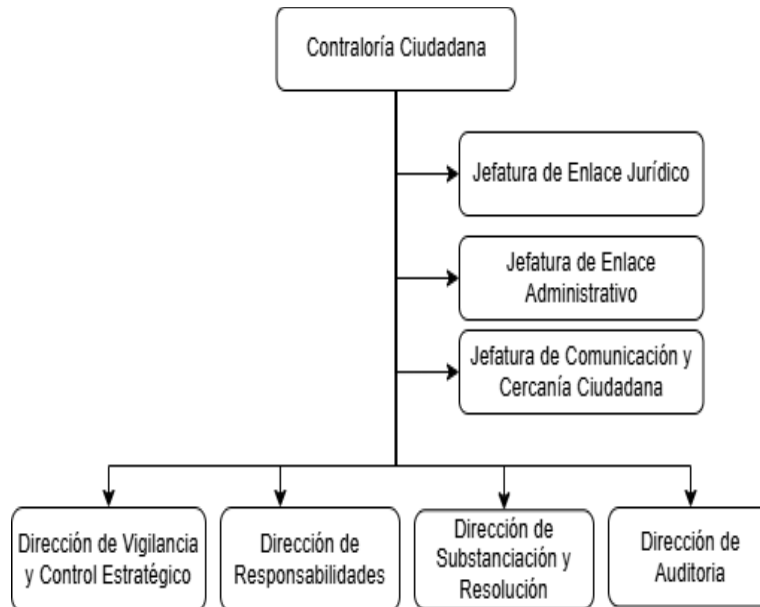 Contraloría Ciudadana
Jefatura de Enlace Jurídico
Jefatura de Enlace
Administrativo
Jefatura de Comunicación y
Cercanía Ciudadana
Dirección de Vigilancia
y Control Estratégico
Dirección de
Responsabilidades
Dirección de
Substanciación y
Resolución
Dirección de
Auditoria